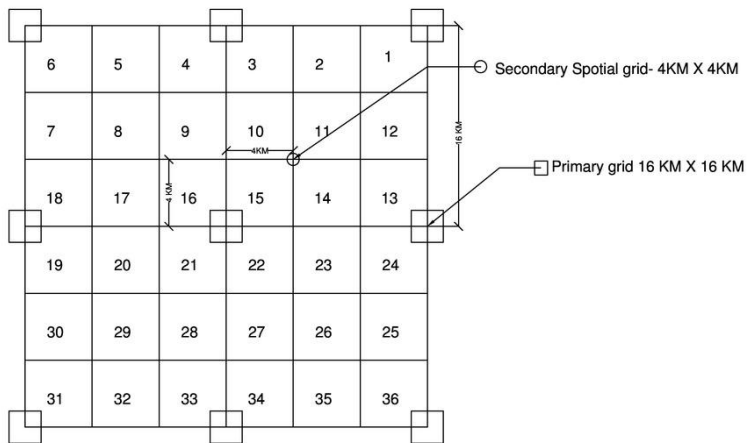 6 5 4 3 2 1
Secondary Spotial grid- 4KM X 4KM
7 8 9 10 11 12
4KM
16 KM
Primary grid 16 KM X 16 KM
4 KM
18 17 16 15 14 13
19 20 21 22 23 24
30 29 28 27 26 25
31 32 33 34 35 36